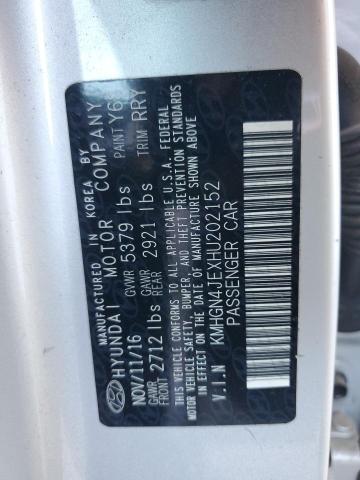 MANUFACTURED IN KOREA BY
HYUNDAI MOTOR COMPANY
NOV/11/16 GVWR 5379 lbs PAINT Y6
GAWR FRONT 2712 lbs GAWR REAR 2921 lbs TRIM RRY
THIS VEHICLE CONFORMS TO ALL APPLICABLE U.S.A. FEDERAL
MOTOR VEHICLE SAFETY, BUMPER, AND THEFT PREVENTION STANDARDS
IN EFFECT ON THE DATE OF MANUFACTURE SHOWN ABOVE
V.I.N KMHGN4JEXHU202152
PASSENGER CAR